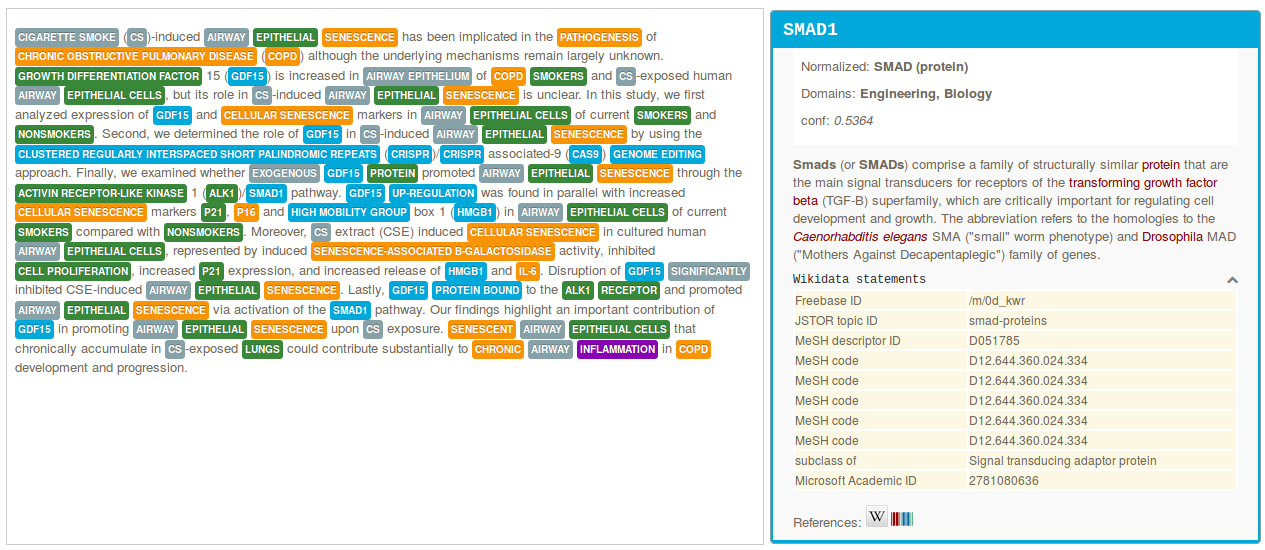 CIGARETTE SMOKE (CS)-induced AIRWAY EPITHELIAL SENESCENCE has been implicated in the PATHOGENESIS of
CHRONIC OBSTRUCTIVE PULMONARY DISEASE (COPD) although the underlying mechanisms remain largely unknown.
GROWTH DIFFERENTIATION FACTOR 15 (GDF15) is increased in AIRWAY EPITHELIUM of COPD SMOKERS and CS-exposed human
AIRWAY EPITHELIAL CELLS, but its role in CS-induced AIRWAY EPITHELIAL SENESCENCE is unclear. In this study, we first
analyzed expression of GDF15 and CELLULAR SENESCENCE markers in AIRWAY EPITHELIAL CELLS of current SMOKERS and
NONSMOKERS. Second, we determined the role of GDF15 in CS-induced AIRWAY EPITHELIAL SENESCENCE by using the
CLUSTERED REGULARLY INTERSPACED SHORT PALINDROMIC REPEATS (CRISPR)/CRISPR associated-9 (CAS9) GENOME EDITING
approach. Finally, we examined whether EXOGENOUS GDF15 PROTEIN promoted AIRWAY EPITHELIAL SENESCENCE through the
ACTIVIN RECEPTOR-LIKE KINASE 1 (ALK1)/SMAD1 pathway. GDF15 UP-REGULATION was found in parallel with increased
CELLULAR SENESCENCE markers P21, P16 and HIGH MOBILITY GROUP box 1 (HMGB1) in AIRWAY EPITHELIAL CELLS of current
SMOKERS compared with NONSMOKERS. Moreover, CS extract (CSE) induced CELLULAR SENESCENCE in cultured human
AIRWAY EPITHELIAL CELLS, represented by induced SENESCENCE-ASSOCIATED B-GALACTOSIDASE activity, inhibited
CELL PROLIFERATION, increased P21 expression, and increased release of HMGB1 and IL-6. Disruption of GDF15 SIGNIFICANTLY
inhibited CSE-induced AIRWAY EPITHELIAL SENESCENCE. Lastly, GDF15 PROTEIN BOUND to the ALK1 RECEPTOR and promoted
AIRWAY EPITHELIAL SENESCENCE via activation of the SMAD1 pathway. Our findings highlight an important contribution of
GDF15 in promoting AIRWAY EPITHELIAL SENESCENCE upon CS exposure. SENESCENT AIRWAY EPITHELIAL CELLS that
chronically accumulate in CS-exposed LUNGS could contribute substantially to CHRONIC AIRWAY INFLAMMATION in COPD
development and progression.
SMAD1
Normalized: SMAD (protein)
Domains: Engineering, Biology
conf: 0.5364
Smads (or SMADs) comprise a family of structurally similar protein that are
the main signal transducers for receptors of the transforming growth factor
beta (TGF-B) superfamily, which are critically important for regulating cell
development and growth. The abbreviation refers to the homologies to the
Caenorhabditis elegans SMA ("small" worm phenotype) and Drosophila MAD
("Mothers Against Decapentaplegic") family of genes.
Wikidata statements
Freebase ID /m/0d_kwr
JSTOR topic ID smad-proteins
MeSH descriptor ID D051785
MeSH code D12.644.360.024.334
MeSH code D12.644.360.024.334
MeSH code D12.644.360.024.334
MeSH code D12.644.360.024.334
MeSH code D12.644.360.024.334
subclass of Signal transducing adaptor protein
Microsoft Academic ID 2781080636
References: W